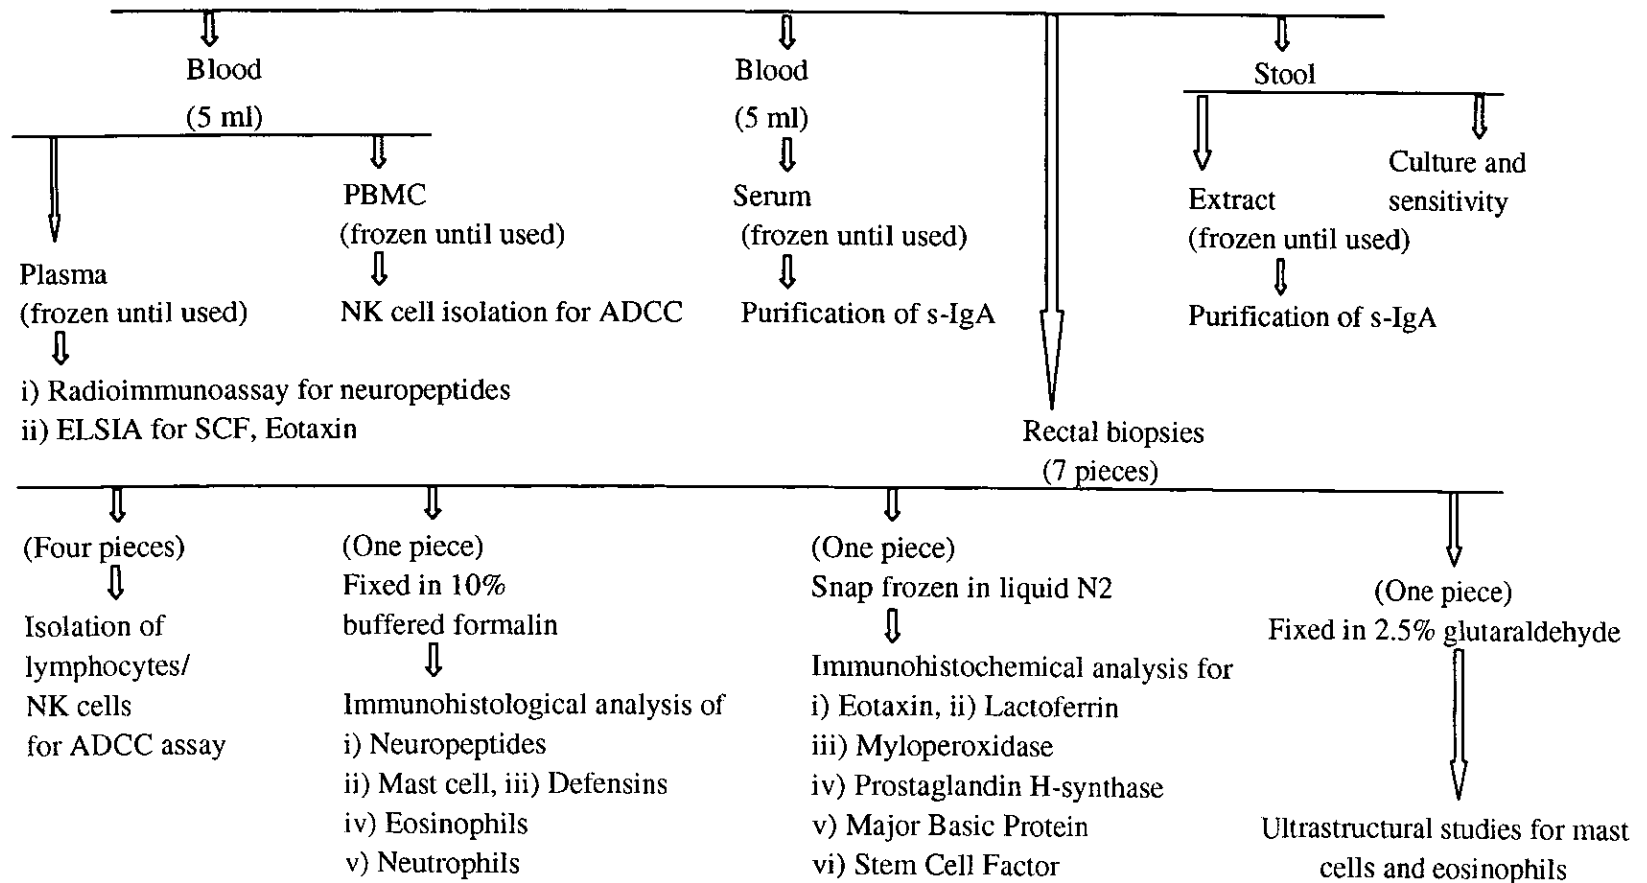 Blood
(5 ml)
Plasma
(frozen until used)
i) Radioimmunoassay for neuropeptides
ii) ELSIA for SCF, Eotaxin
PBMC
(frozen until used)
NK cell isolation for ADCC
Blood
(5 ml)
Serum
(frozen until used)
Purification of s-IgA
Stool
Extract
(frozen until used)
Purification of s-IgA
Culture and
sensitivity
Rectal biopsies
(7 pieces)
(Four pieces)
Isolation of
lymphocytes/
NK cells
for ADCC assay
(One piece)
Fixed in 10%
buffered formalin
Immunohistological analysis of
i) Neuropeptides
ii) Mast cell, iii) Defensins
iv) Eosinophils
v) Neutrophils
(One piece)
Snap frozen in liquid N2
Immunohistochemical analysis for
i) Eotaxin, ii) Lactoferrin
iii) Myloperoxidase
iv) Prostaglandin H-synthase
v) Major Basic Protein
vi) Stem Cell Factor
(One piece)
Fixed in 2.5% glutaraldehyde
Ultrastructural studies for mast
cells and eosinophils